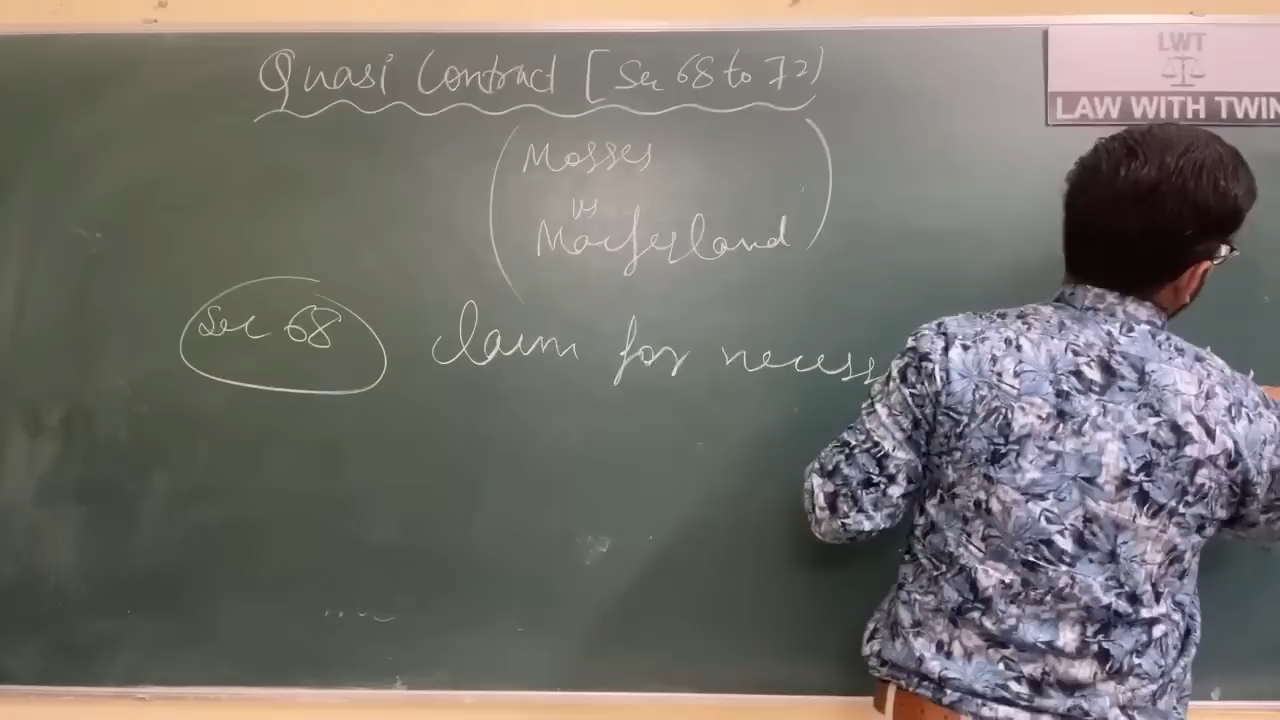 Quasi Contract [Sec 68 to 72)
LWT
LAW WITH TWIN
Mosses
vs
Macferland
Sec 68 Claim for necess